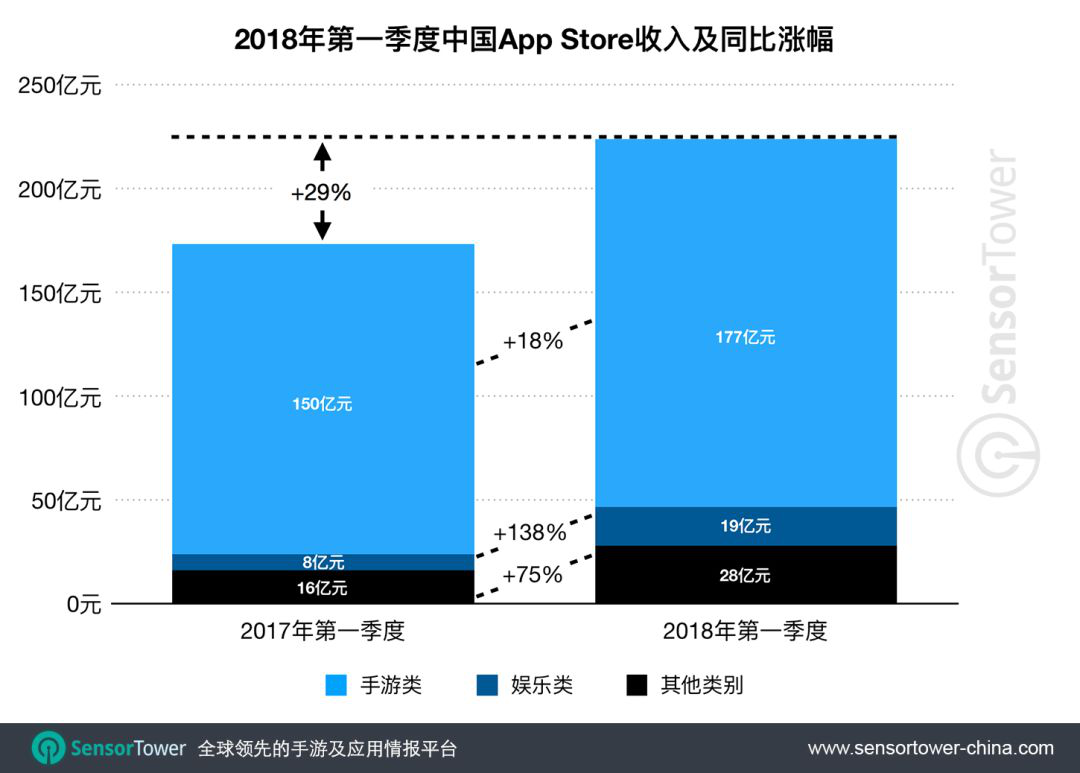 2018年第一季度中国App Store收入及同比涨幅
250亿元
200亿元
150亿元
100亿元
50亿元
0元
+29%
150亿元
8亿元
16亿元
+18%
+138%
+75%
177亿元
19亿元
28亿元
2017年第一季度
2018年第一季度
手游类
娱乐类
其他类别
SensorTower
SensorTower 全球领先的手游及应用情报平台
www.sensortower-china.com